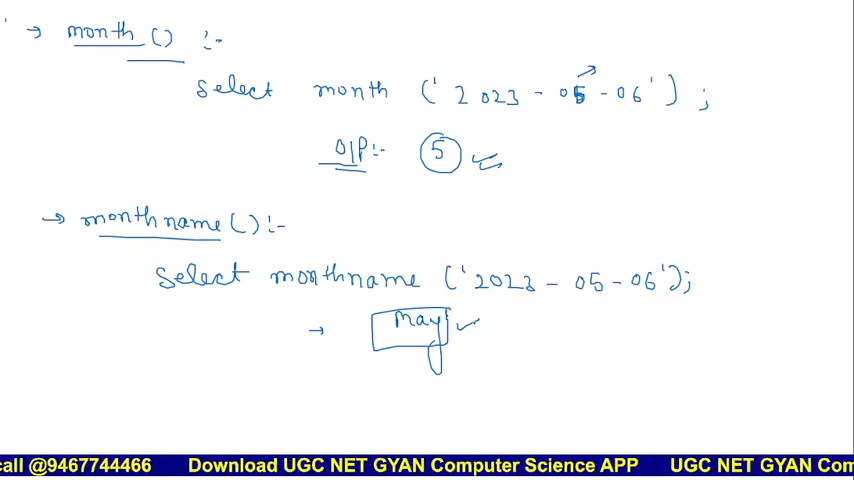 → month () :-
Select month ('2023 - 05 - 06') ;
O/P :- 5
→ monthname () :-
Select monthname ('2023 - 05 - 06');
→ May
call @9467744466 Download UGC NET GYAN Computer Science APP UGC NET GYAN Com